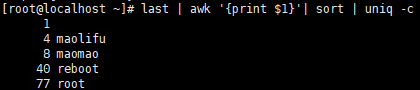 [root@localhost ~]# last | awk '{print $1}'| sort | uniq -c
1
4 maolifu
8 maomao
40 reboot
77 root